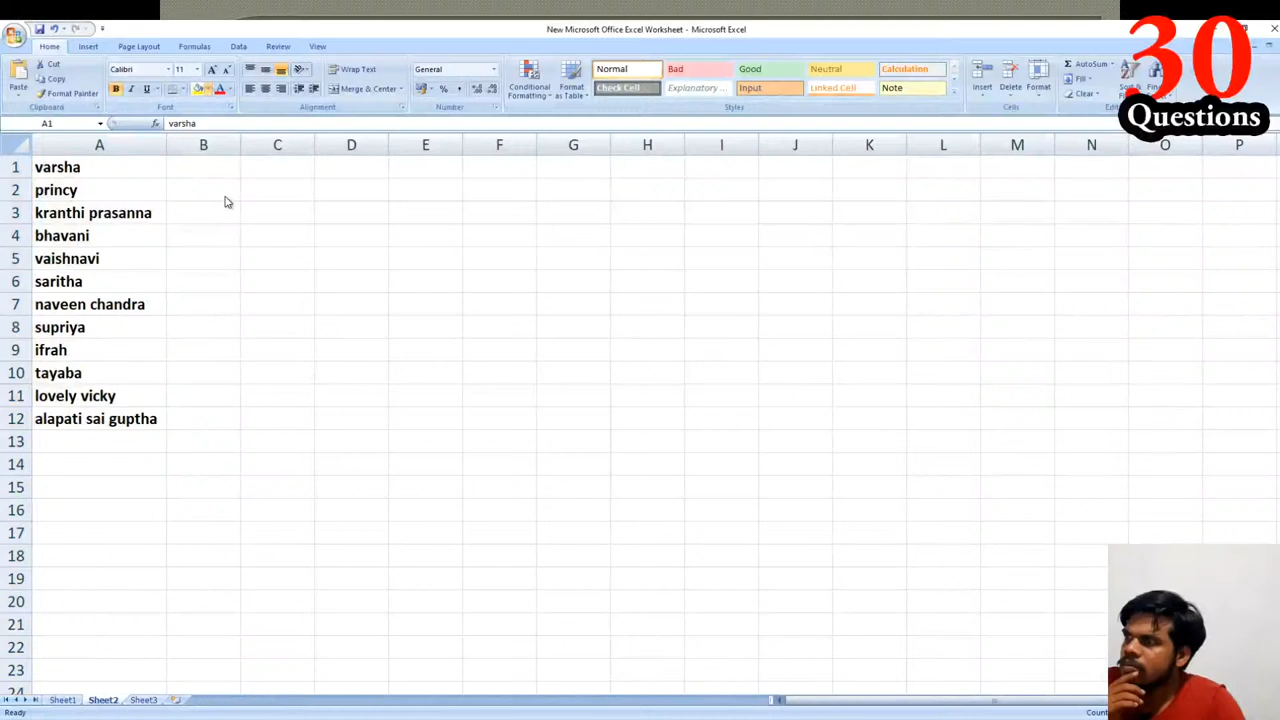 New Microsoft Office Excel Worksheet - Microsoft Excel
30
Questions
Home Insert Page Layout Formulas Data Review View
Paste
Cut
Copy
Format Painter
Clipboard
Calibri 11
B I U
Font
Wrap Text
Merge & Center
Alignment
General
% ,
Number
Conditional Formatting
Format as Table
Normal Bad Good Neutral Calculation
Check Cell Explanatory ... Input Linked Cell Note
Styles
Insert Delete Format
Cells
Σ AutoSum
Fill
Clear
A1 fx varsha
A B C D E F G H I J K L M N O P
1 varsha
2 princy
3 kranthi prasanna
4 bhavani
5 vaishnavi
6 saritha
7 naveen chandra
8 supriya
9 ifrah
10 tayaba
11 lovely vicky
12 alapati sai guptha
13
14
15
16
17
18
19
20
21
22
23
24
Sheet1 Sheet2 Sheet3
Ready